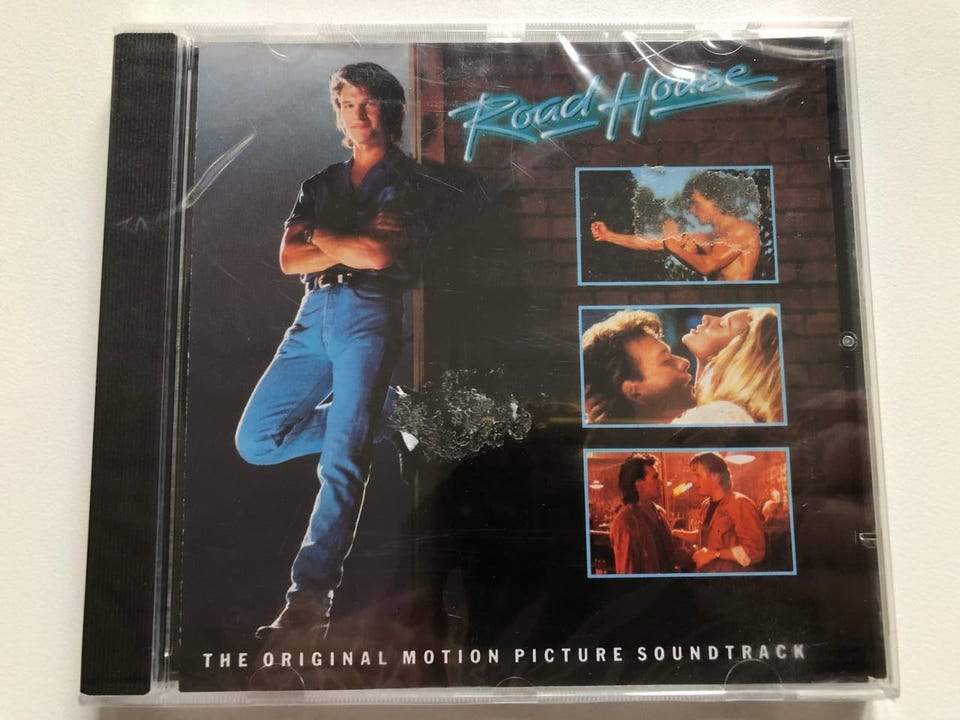 Road House
THE ORIGINAL MOTION PICTURE SOUNDTRACK